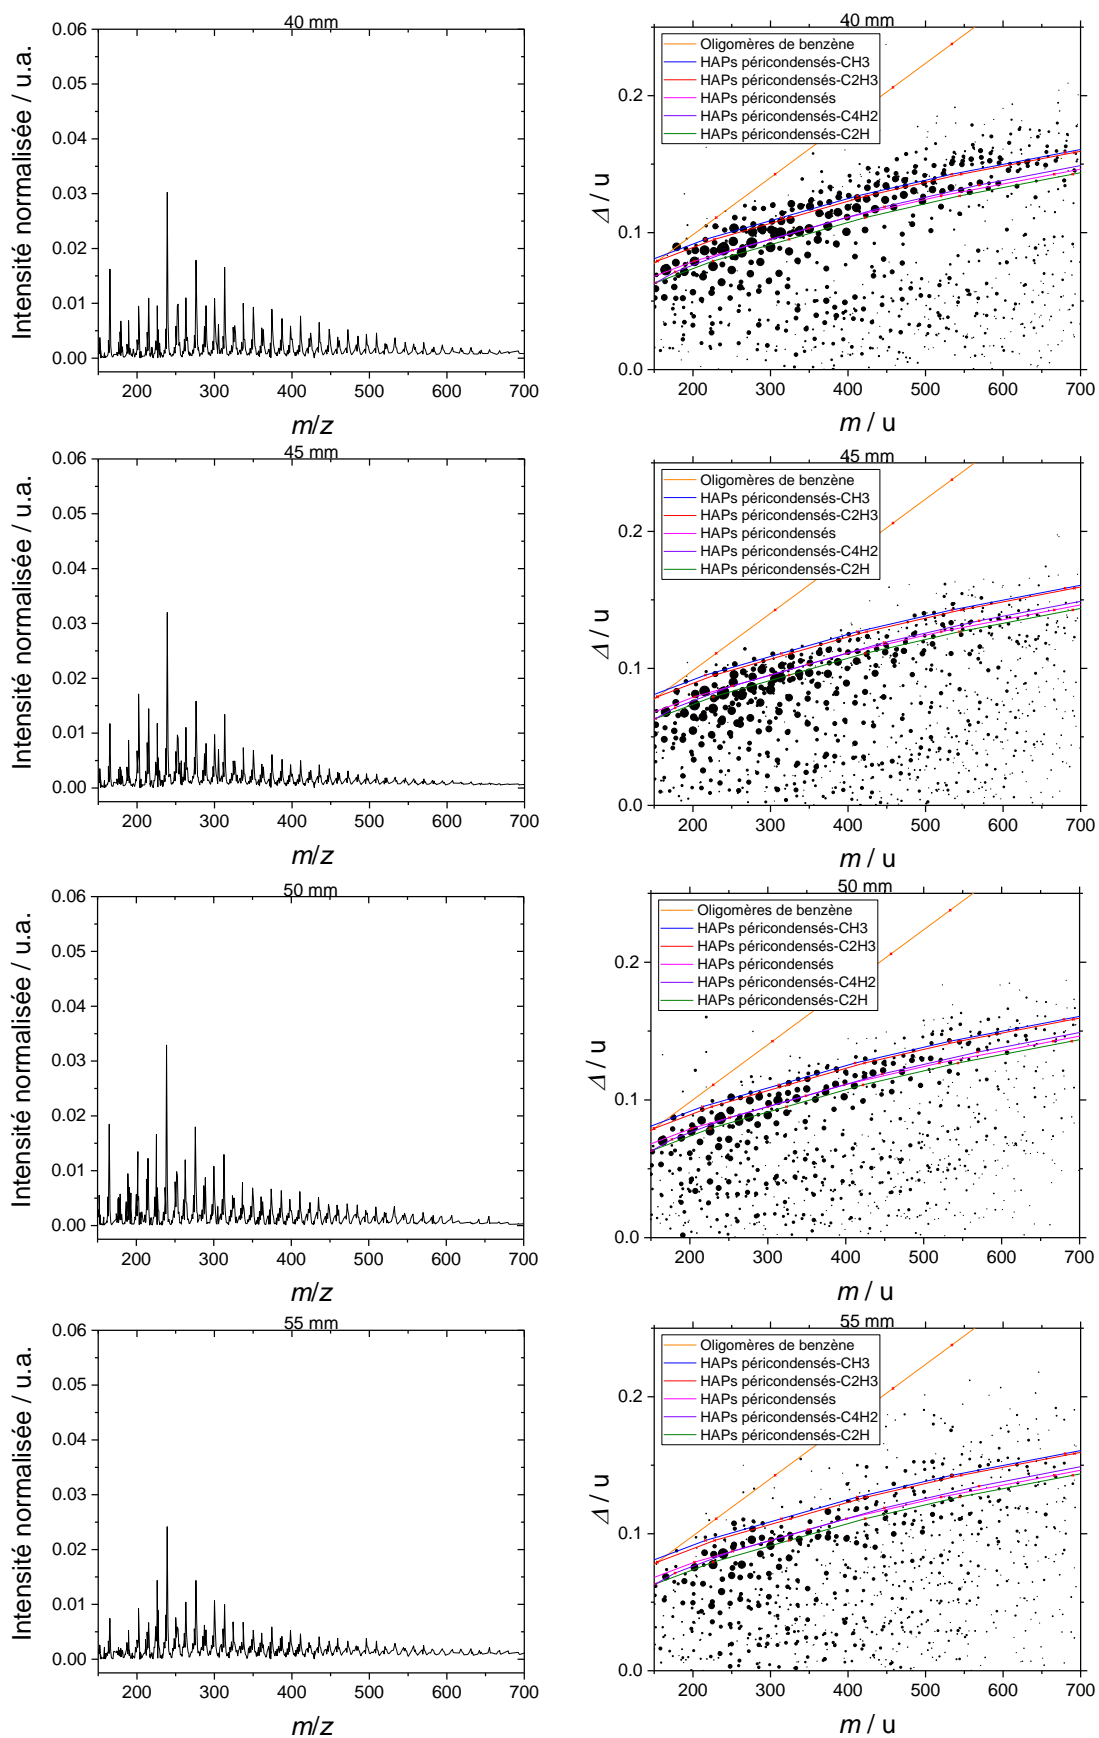 40 mm
Intensité normalisée / u.a.
0.06
0.05
0.04
0.03
0.02
0.01
0.00
200 300 400 500 600 700
m/z
40 mm
Δ / u
0.2
0.1
0.0
Oligomères de benzène
HAPs péricondensés-CH3
HAPs péricondensés-C2H3
HAPs péricondensés
HAPs péricondensés-C4H2
HAPs péricondensés-C2H
200 300 400 500 600 700
m / u
45 mm
Intensité normalisée / u.a.
0.06
0.05
0.04
0.03
0.02
0.01
0.00
200 300 400 500 600 700
m/z
45 mm
Δ / u
0.2
0.1
0.0
Oligomères de benzène
HAPs péricondensés-CH3
HAPs péricondensés-C2H3
HAPs péricondensés
HAPs péricondensés-C4H2
HAPs péricondensés-C2H
200 300 400 500 600 700
m / u
50 mm
Intensité normalisée / u.a.
0.06
0.05
0.04
0.03
0.02
0.01
0.00
200 300 400 500 600 700
m/z
50 mm
Δ / u
0.2
0.1
0.0
Oligomères de benzène
HAPs péricondensés-CH3
HAPs péricondensés-C2H3
HAPs péricondensés
HAPs péricondensés-C4H2
HAPs péricondensés-C2H
200 300 400 500 600 700
m / u
55 mm
Intensité normalisée / u.a.
0.06
0.05
0.04
0.03
0.02
0.01
0.00
200 300 400 500 600 700
m/z
55 mm
Δ / u
0.2
0.1
0.0
Oligomères de benzène
HAPs péricondensés-CH3
HAPs péricondensés-C2H3
HAPs péricondensés
HAPs péricondensés-C4H2
HAPs péricondensés-C2H
200 300 400 500 600 700
m / u